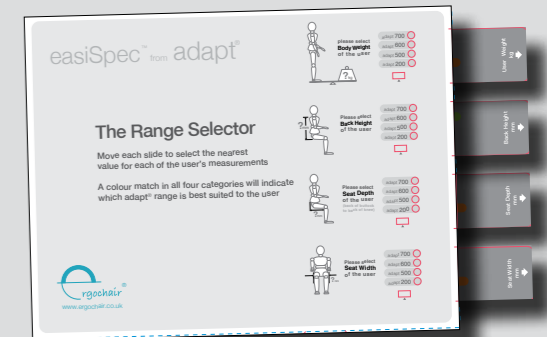 easiSpec™ from adapt®
The Range Selector
Move each slide to select the nearest
value for each of the user's measurements
A colour match in all four categories will indicate
which adapt® range is best suited to the user
ergochair®
www.ergochair.co.uk
please select
Body weight
of the user
adapt 700
adapt 600
adapt 500
adapt 200
?kg
Please select
Back Height
of the user
adapt 700
adapt 600
adapt 500
adapt 200
?
Please select
Seat Depth
of the user
adapt 700
adapt 600
adapt 500
adapt 200
?
Please select
Seat Width
of the user
adapt 700
adapt 600
adapt 500
adapt 200
?
User Weight
kg
Back Height
mm
Seat Depth
mm
Seat Width
mm